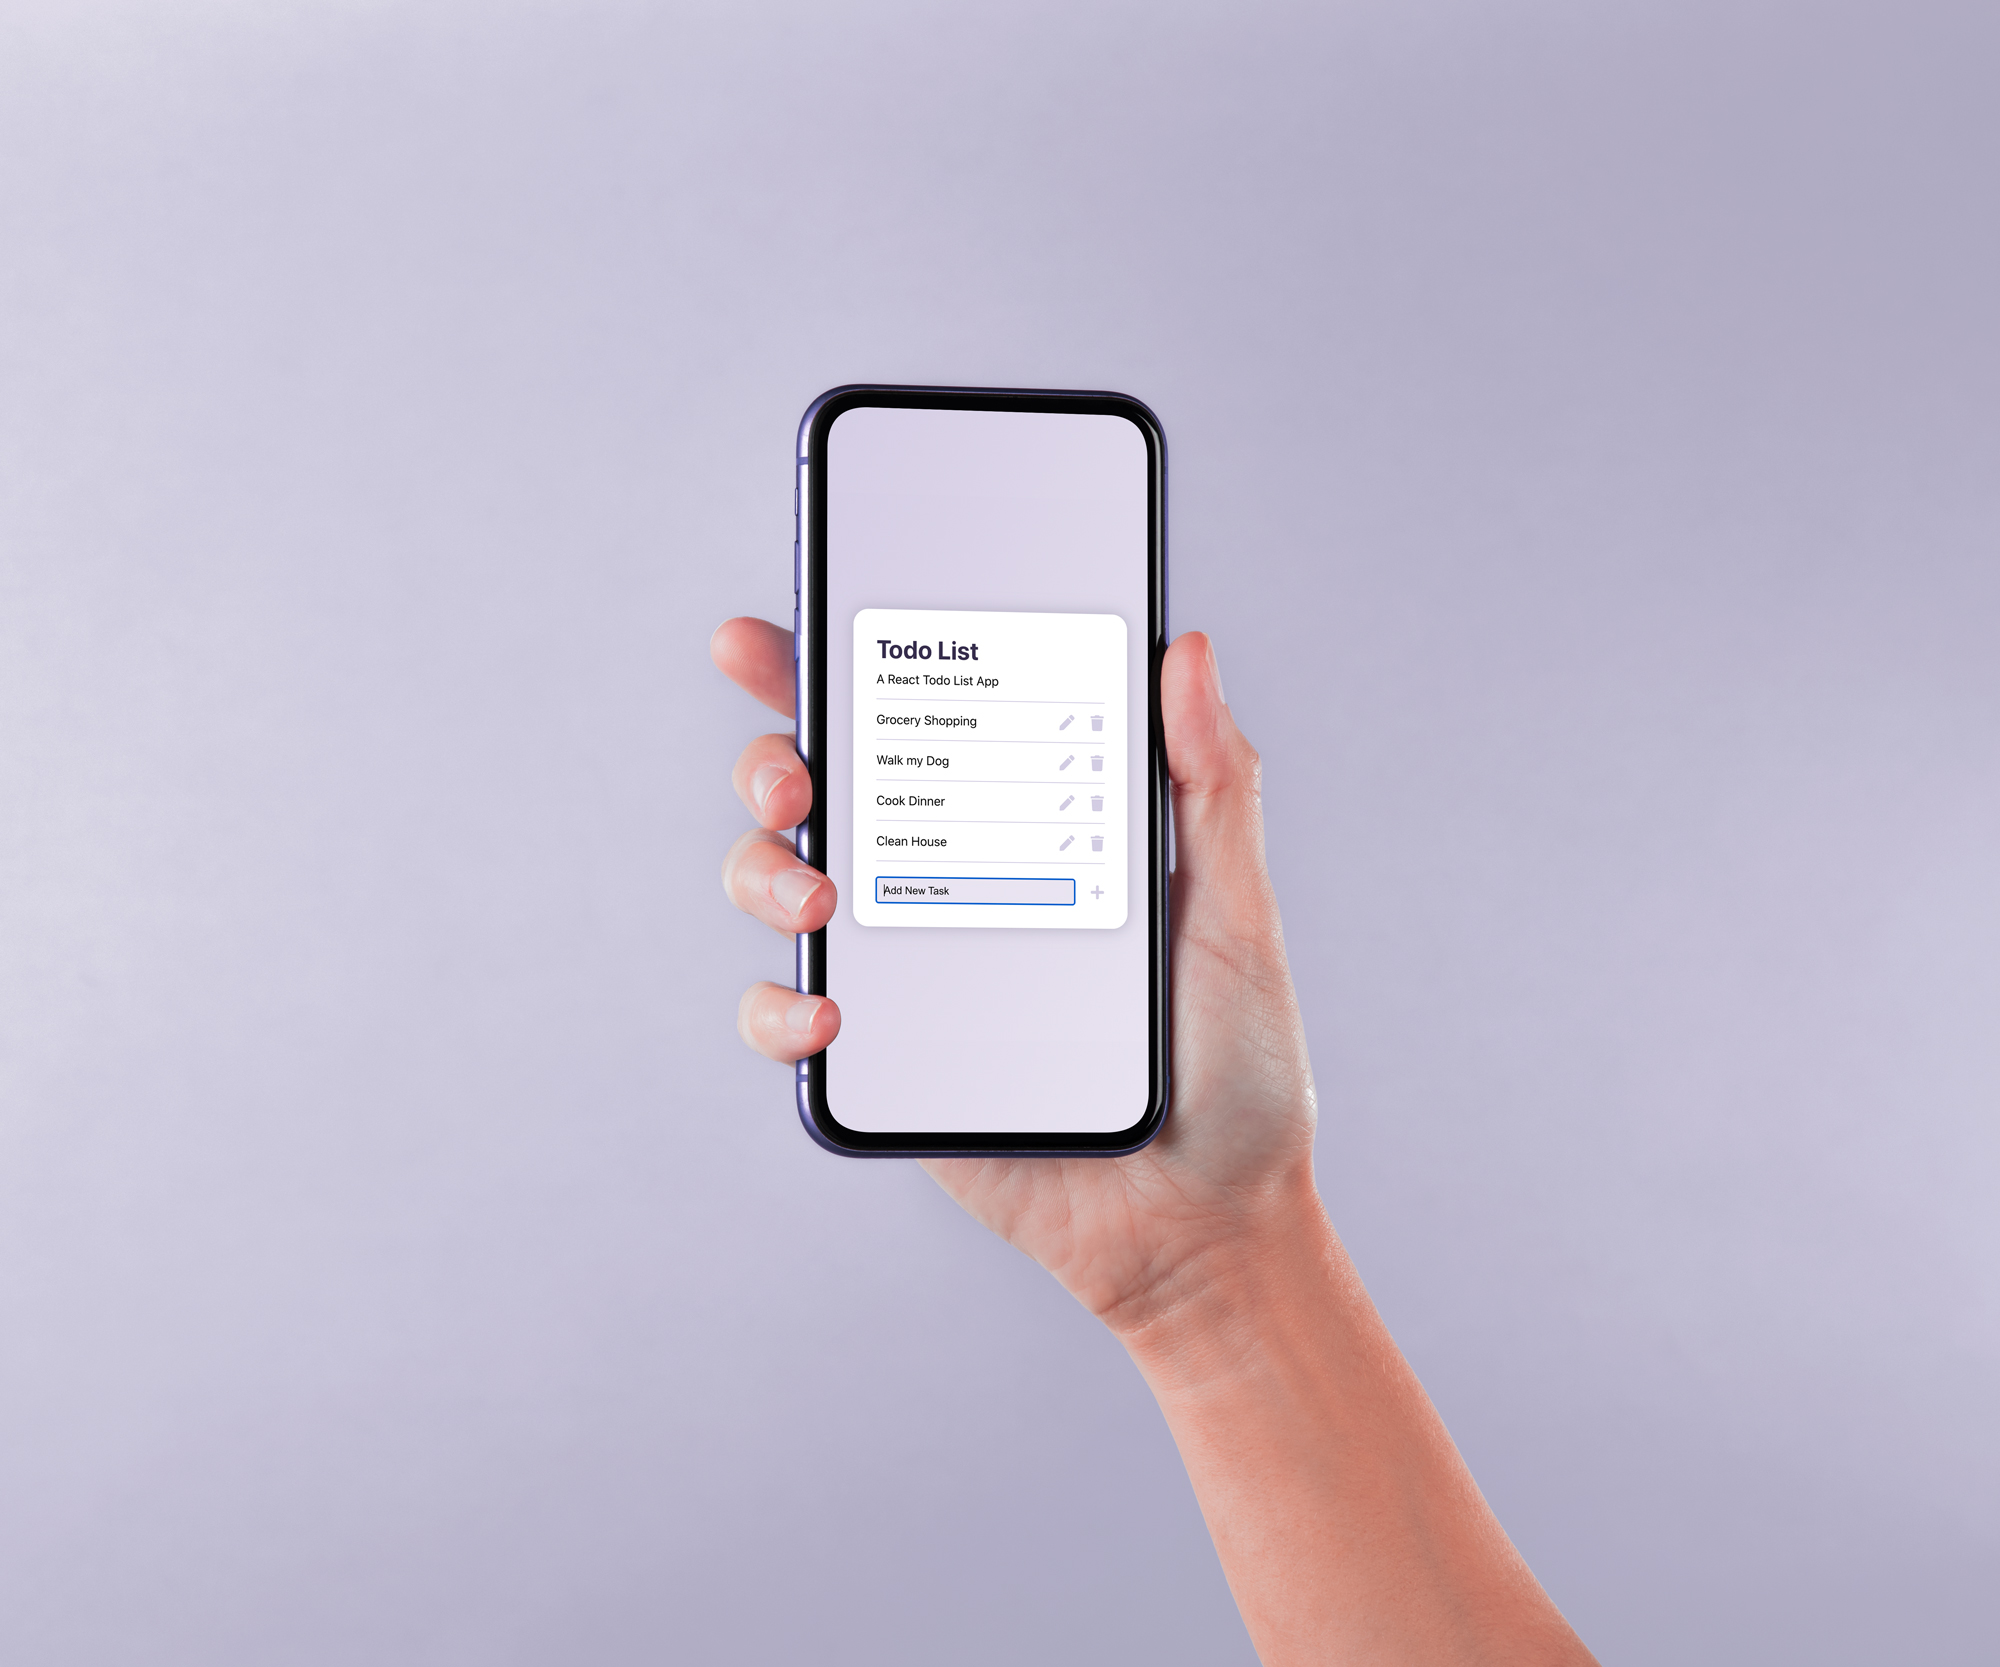 Todo List
A React Todo List App
Grocery Shopping
Walk my Dog
Cook Dinner
Clean House
Add New Task